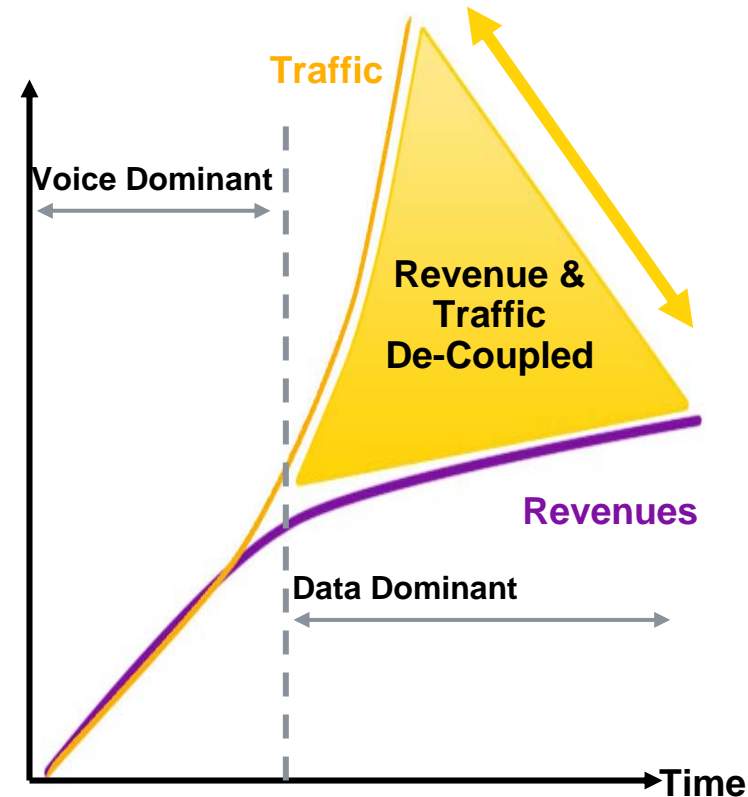 Traffic
Voice Dominant
Revenue &
Traffic
De-Coupled
Revenues
Data Dominant
Time